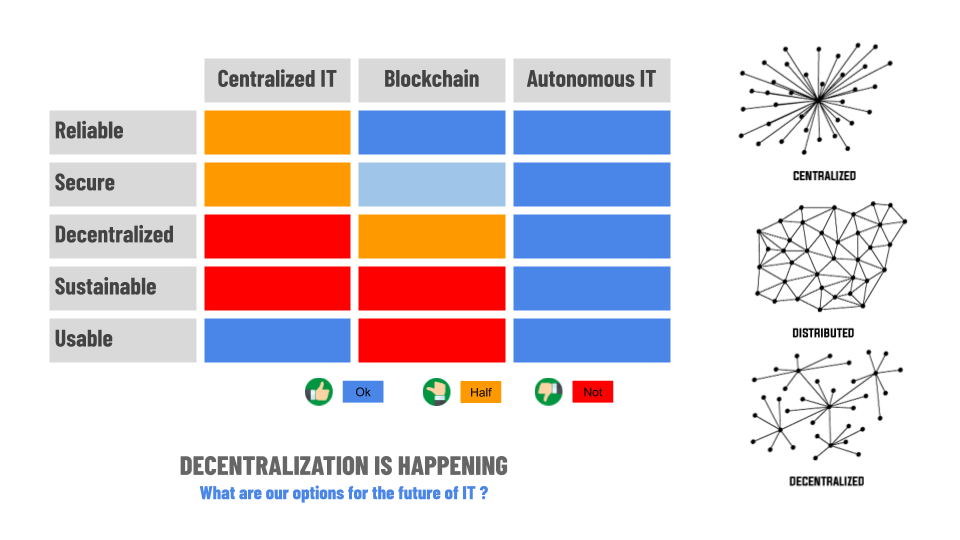 Centralized IT
Blockchain
Autonomous IT
Reliable
Secure
Decentralized
Sustainable
Usable
Ok
Half
Not
DECENTRALIZATION IS HAPPENING
What are our options for the future of IT ?
CENTRALIZED
DISTRIBUTED
DECENTRALIZED